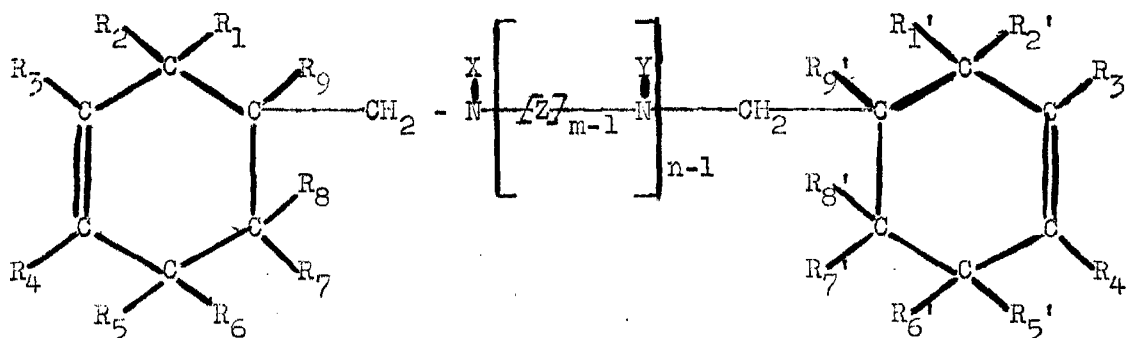 R2 R1 X Y R1' R2'
R3 C R9 R9' C R3
C C CH2 - N [Z]m-1 N CH2 C C
n-1
R8 R8'
C C C C
R4 C R7 R7' C R4
R5 R6 R6' R5'